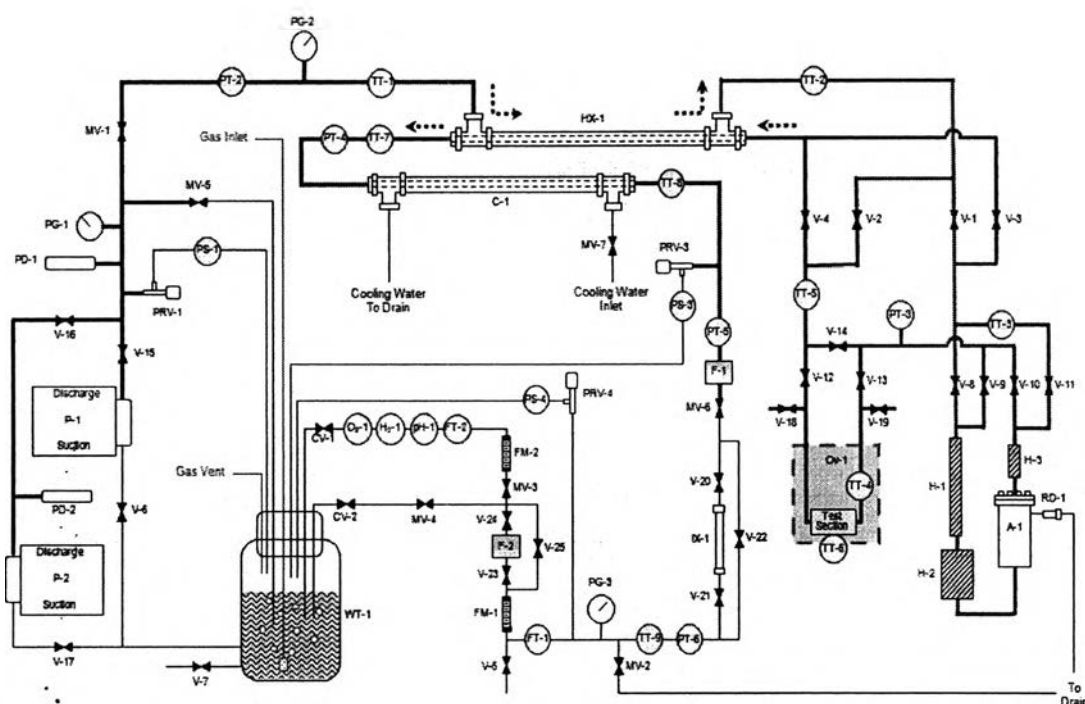 PG-2
PT-2
TT-1
TT-2
HX-1
MV-1
Gas Inlet
PT-4
TT-7
MV-5
C-1
TT-8
V-4
V-2
V-1
V-3
PG-1
PS-1
MV-7
PRV-3
PD-1
Cooling Water
To Drain
Cooling Water
Inlet
PS-3
TT-5
PRV-1
V-16
V-15
PT-5
V-14
PT-3
TT-3
F-1
V-12
V-13
V-8
V-9
V-10
V-11
Discharge
P-1
Suction
PS-4
PRV-4
MV-6
V-18
V-19
CV-1
O₂-1
H₂-1
pH-1
FT-2
FM-2
Ov-1
H-1
H-3
Gas Vent
MV-3
V-20
TT-4
RD-1
PD-2
V-6
CV-2
MV-4
V-24
Test
Section
A-1
IX-1
V-22
TT-6
Discharge
P-2
Suction
F-2
V-25
H-2
V-23
V-21
WT-1
FM-1
PG-3
V-17
FT-1
TT-9
PT-6
V-7
V-5
MV-2
To
Drain